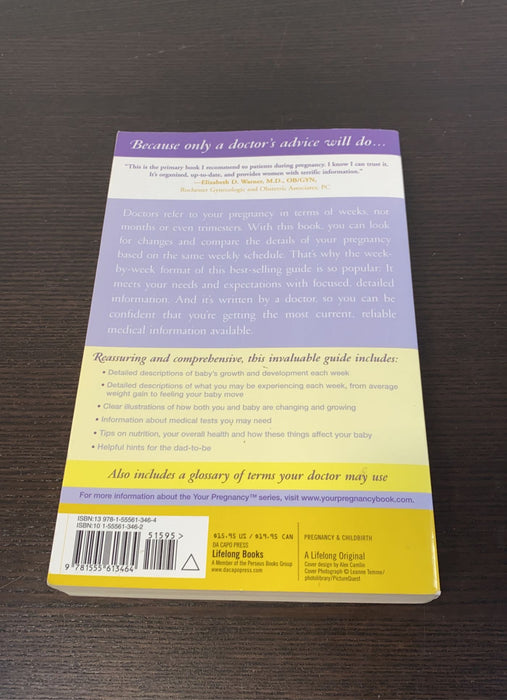 Because only a doctor's advice will do...
"This is the primary book I recommend to patients during pregnancy. I know I can trust it.
It's organized, up-to-date, and provides women with terrific information."
—Elizabeth D. Warner, M.D., OB/GYN,
Rochester Gynecologic and Obstetric Associates, PC
Doctors refer to your pregnancy in terms of weeks, not
months or even trimesters. With this book, you can look
for changes and compare the details of your pregnancy
based on the same weekly schedule. That's why the week-
by-week format of this best-selling guide is so popular: It
meets your needs and expectations with focused, detailed
information. And it's written by a doctor, so you can be
confident that you're getting the most current, reliable
medical information available.
Reassuring and comprehensive, this invaluable guide includes:
• Detailed descriptions of baby's growth and development each week
• Detailed descriptions of what you may be experiencing each week, from average
weight gain to feeling your baby move
• Clear illustrations of how both you and baby are changing and growing
• Information about medical tests you may need
• Tips on nutrition, your overall health and how these things affect your baby
• Helpful hints for the dad-to-be
Also includes a glossary of terms your doctor may use
For more information about the Your Pregnancy™ series, visit www.yourpregnancybook.com.
ISBN:13 978-1-55561-346-4
ISBN:10 1-55561-346-2
51595>
9 781555 613464
$15.95 US / $19.95 CAN
DA CAPO PRESS
Lifelong Books
A Member of the Perseus Books Group
www.dacapopress.com
PREGNANCY & CHILDBIRTH
A Lifelong Original
Cover design by Alex Camlin
Cover Photograph © Leanne Temme/
photolibrary/PictureQuest